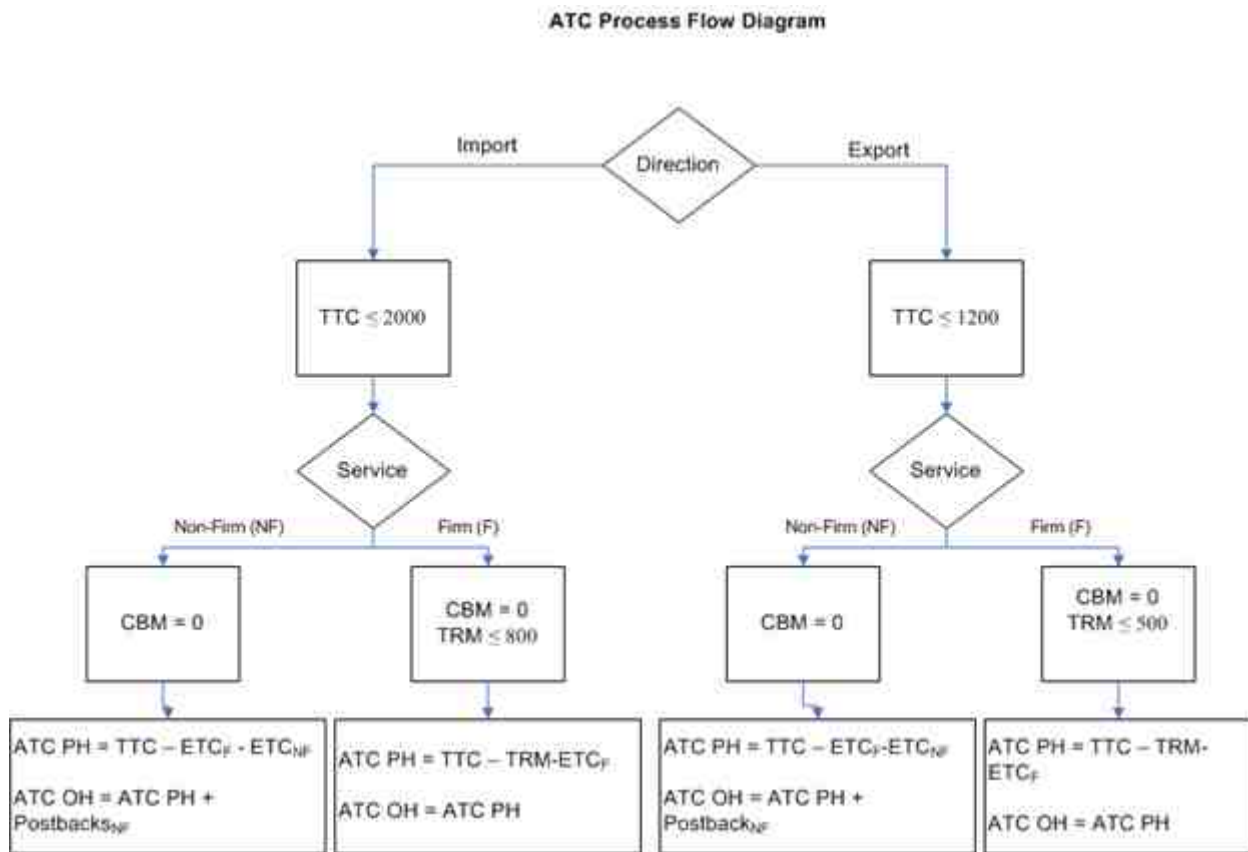 ATC Process Flow Diagram
Import
Direction
Export
TTC ≤ 2000
TTC ≤ 1200
Service
Service
Non-Firm (NF)
Firm (F)
Non-Firm (NF)
Firm (F)
CBM = 0
CBM = 0
TRM ≤ 800
CBM = 0
CBM = 0
TRM ≤ 500
ATC PH = TTC – ETCF - ETCNF
ATC OH = ATC PH +
PostbacksNF
ATC PH = TTC – TRM-ETCF
ATC OH = ATC PH
ATC PH = TTC – ETCF-ETCNF
ATC OH = ATC PH +
PostbackNF
ATC PH = TTC – TRM-
ETCF
ATC OH = ATC PH